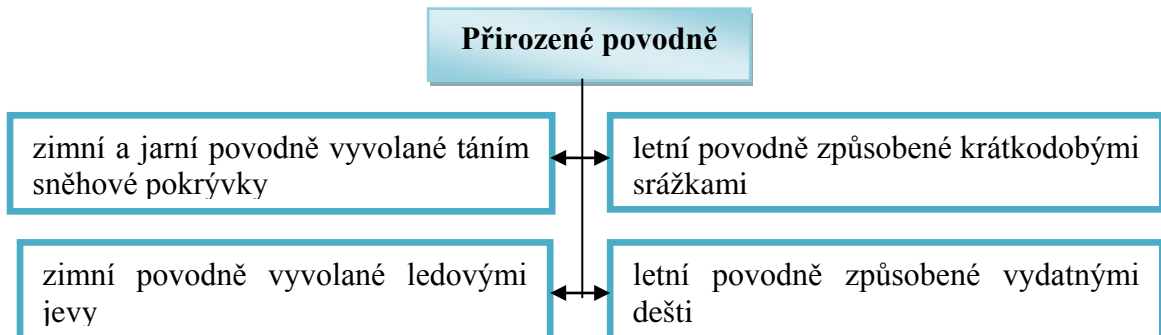 Přirozené povodně
zimní a jarní povodně vyvolané táním
sněhové pokrývky
letní povodně způsobené krátkodobými
srážkami
zimní povodně vyvolané ledovými
jevy
letní povodně způsobené vydatnými
dešti